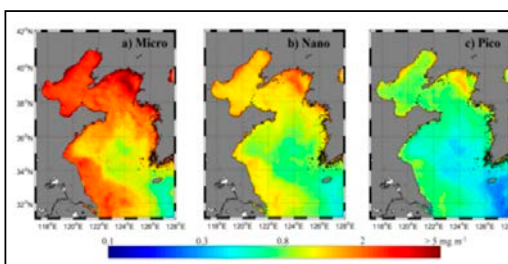 a) Micro
b) Nano
c) Pico
42°N
40°N
38°N
36°N
34°N
32°N
118°E 120°E 122°E 124°E 126°E 128°E
118°E 120°E 122°E 124°E 126°E 128°E
118°E 120°E 122°E 124°E 126°E 128°E
0.1 0.3 0.8 2 > 5 mg m⁻³